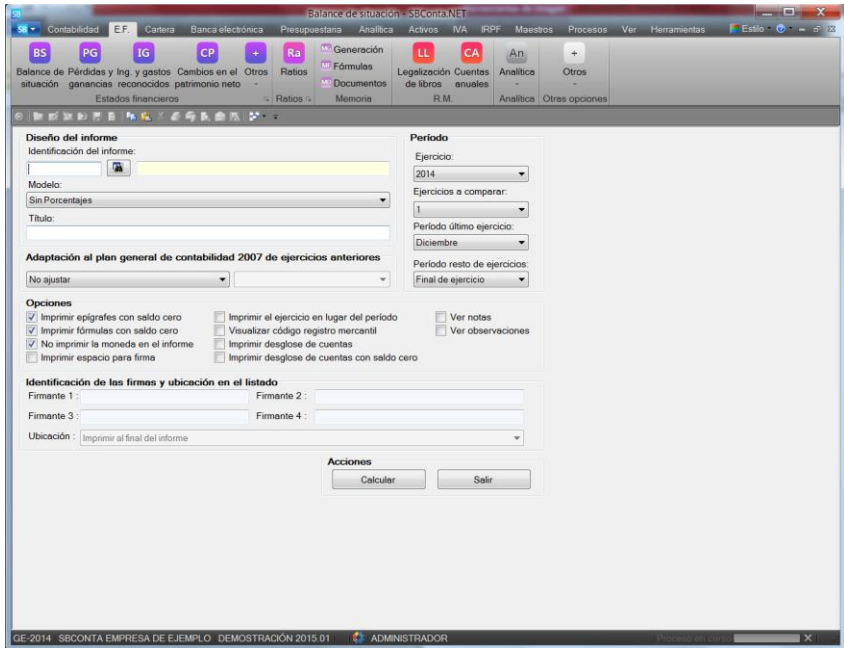 Balance de situación - SBConta.NET
SB Contabilidad E.F. Cartera Banca electrónica Presupuestaria Analítica Activos IVA IRPF Maestros Procesos Ver Herramientas Estilo
BS PG IG CP + Ra MG Generación LL CA An +
Balance de situación Pérdidas y ganancias Ing. y gastos reconocidos Cambios en el patrimonio neto Otros Ratios Fórmulas Legalización de libros Cuentas anuales Analítica Otros
Documentos
Estados financieros Ratios Memoria R.M. Analítica Otras opciones
Diseño del informe
Identificación del informe:
Modelo:
Sin Porcentajes
Título:
Período
Ejercicio:
2014
Ejercicios a comparar:
1
Período último ejercicio:
Diciembre
Período resto de ejercicios:
Final de ejercicio
Adaptación al plan general de contabilidad 2007 de ejercicios anteriores
No ajustar
Opciones
Imprimir epígrafes con saldo cero Imprimir el ejercicio en lugar del período Ver notas
Imprimir fórmulas con saldo cero Visualizar código registro mercantil Ver observaciones
No imprimir la moneda en el informe Imprimir desglose de cuentas
Imprimir espacio para firma Imprimir desglose de cuentas con saldo cero
Identificación de las firmas y ubicación en el listado
Firmante 1 : Firmante 2 :
Firmante 3 : Firmante 4 :
Ubicación : Imprimir al final del informe
Acciones
Calcular Salir
GE-2014 SBCONTA EMPRESA DE EJEMPLO DEMOSTRACIÓN 2015.01 ADMINISTRADOR Proceso en curso